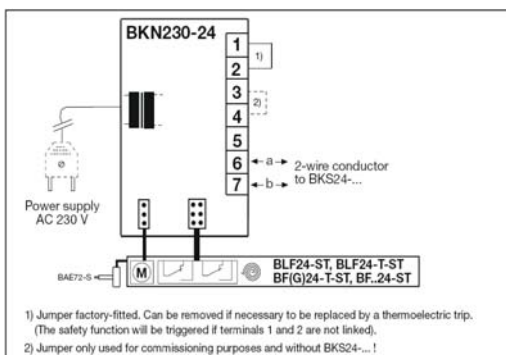 BKN230-24
1
1)
2
3
2)
4
5
6
a
2-wire conductor
to BKS24-...
7
b
Power supply
AC 230 V
BAE72-S
M
BLF24-ST, BLF24-T-ST
BF(G)24-T-ST, BF..24-ST
1) Jumper factory-fitted. Can be removed if necessary to be replaced by a thermoelectric trip.
(The safety function will be triggered if terminals 1 and 2 are not linked).
2) Jumper only used for commissioning purposes and without BKS24-... !